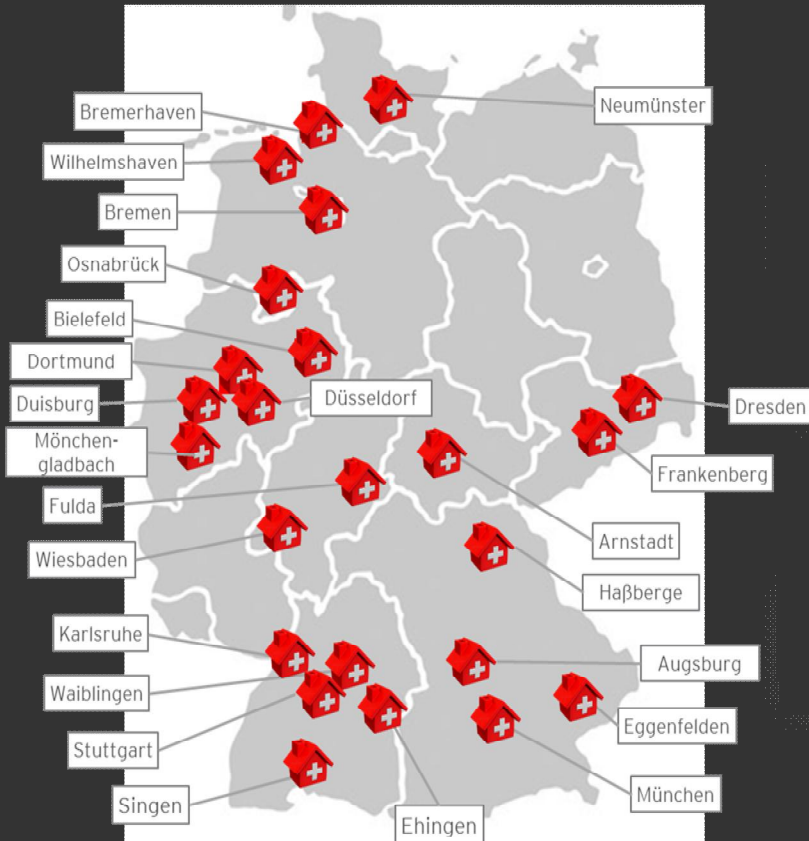 Bremerhaven
Neumünster
Wilhelmshaven
Bremen
Osnabrück
Bielefeld
Dortmund
Duisburg
Düsseldorf
Dresden
Mönchen-
gladbach
Frankenberg
Fulda
Arnstadt
Wiesbaden
Haβberge
Karlsruhe
Augsburg
Waiblingen
Eggenfelden
Stuttgart
München
Singen
Ehingen